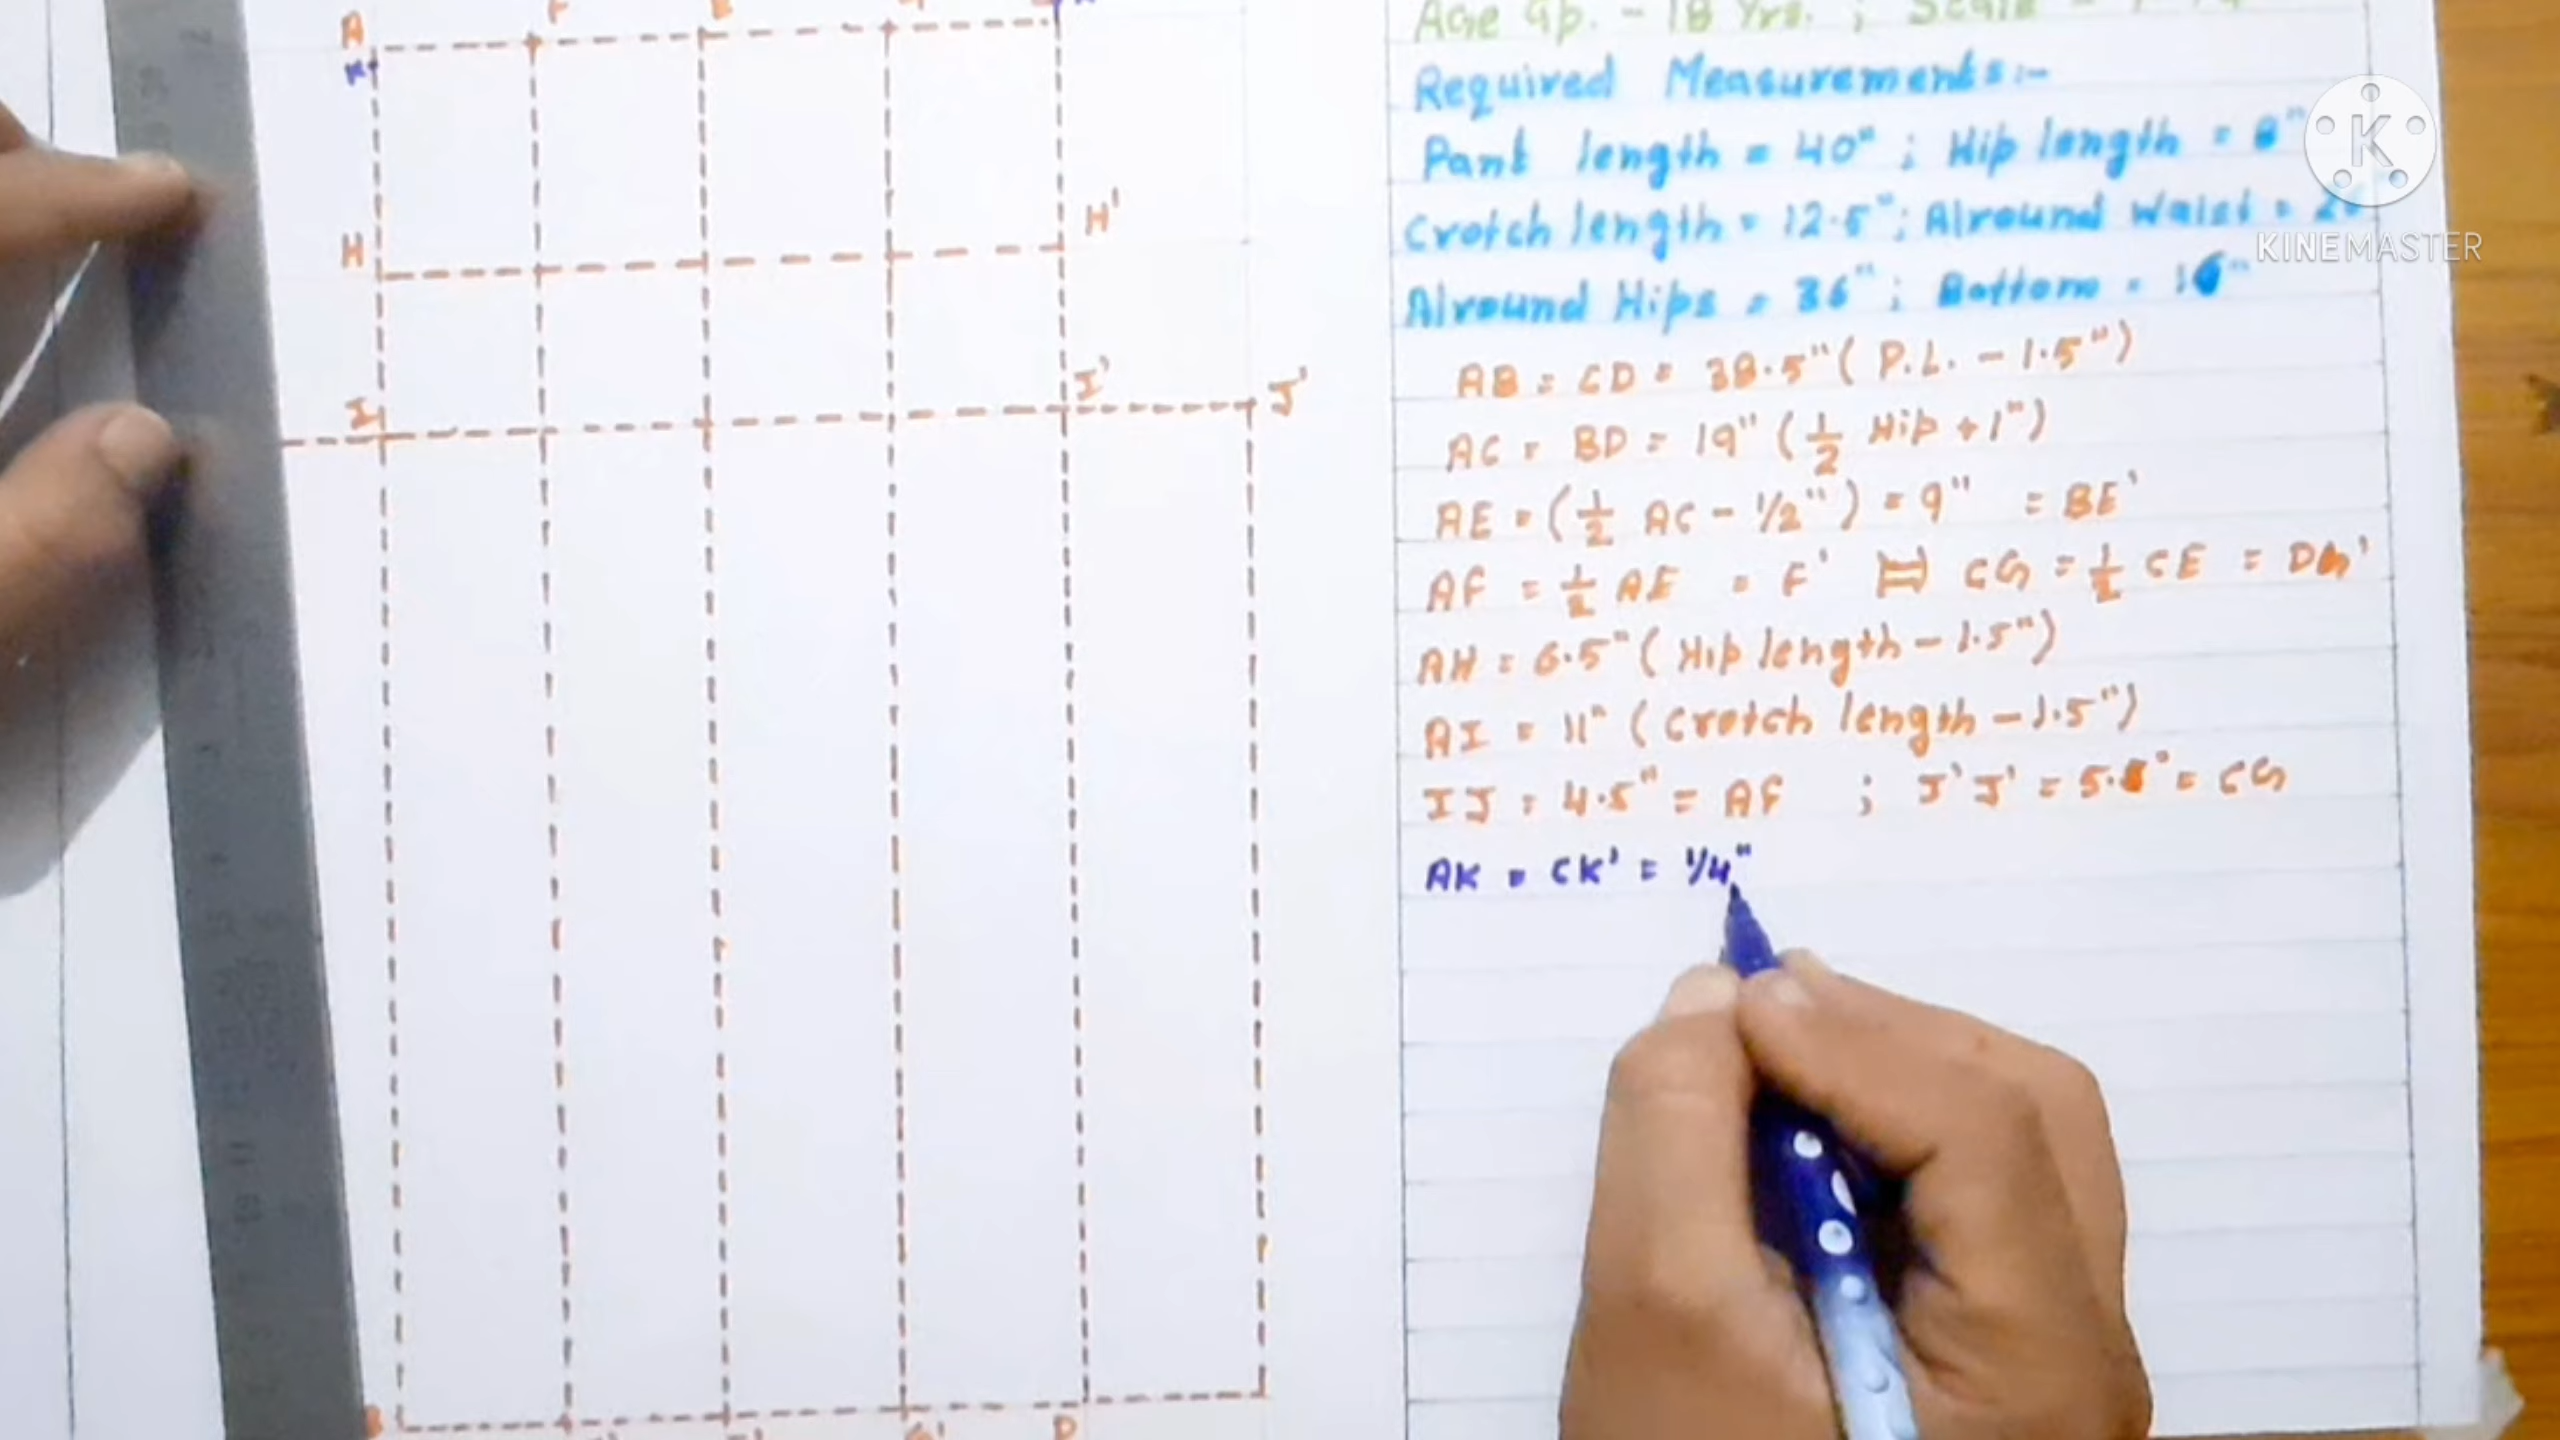 Age Gp. - 18 Yrs. ; Scale
Required Measurements:-
Pant length = 40" ; Hip length = 8"
Crotch length = 12.5" ; Alround Waist =
Alround Hips = 36" ; Bottom = 16"
AB = CD = 38.5" ( P.L. - 1.5")
AC = BD = 19" ( 1/2 Hip + 1")
AE = ( 1/2 AC - 1/2" ) = 9" = BE'
AF = 1/2 AE = F' CG = 1/2 CE = DG'
AH = 6.5" ( Hip length - 1.5")
AI = 11" ( Crotch length - 1.5")
IJ = 4.5" = AF ; J'J' = 5. = CG
AK = CK' = 1/4"
A
F
E
G
K
H
H'
I
I'
J'
B
G'
D
K
KINEMASTER